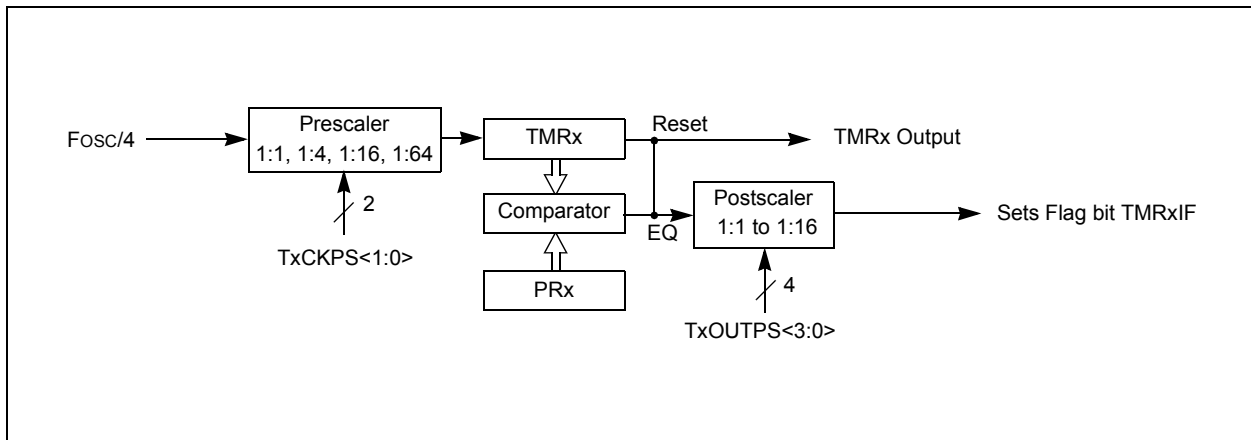 FOSC/4
Prescaler
1:1, 1:4, 1:16, 1:64
2
TxCKPS<1:0>
TMRx
Reset
TMRx Output
Comparator
EQ
PRx
Postscaler
1:1 to 1:16
4
TxOUTPS<3:0>
Sets Flag bit TMRxIF